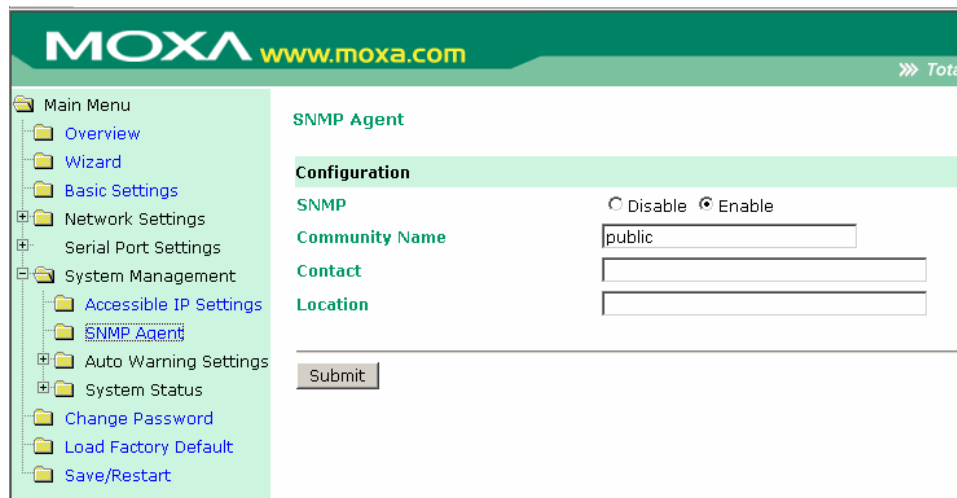 MOXA www.moxa.com
Tota
Main Menu
Overview
Wizard
Basic Settings
Network Settings
Serial Port Settings
System Management
Accessible IP Settings
SNMP Agent
Auto Warning Settings
System Status
Change Password
Load Factory Default
Save/Restart
SNMP Agent
Configuration
SNMP Disable Enable
Community Name public
Contact
Location
Submit